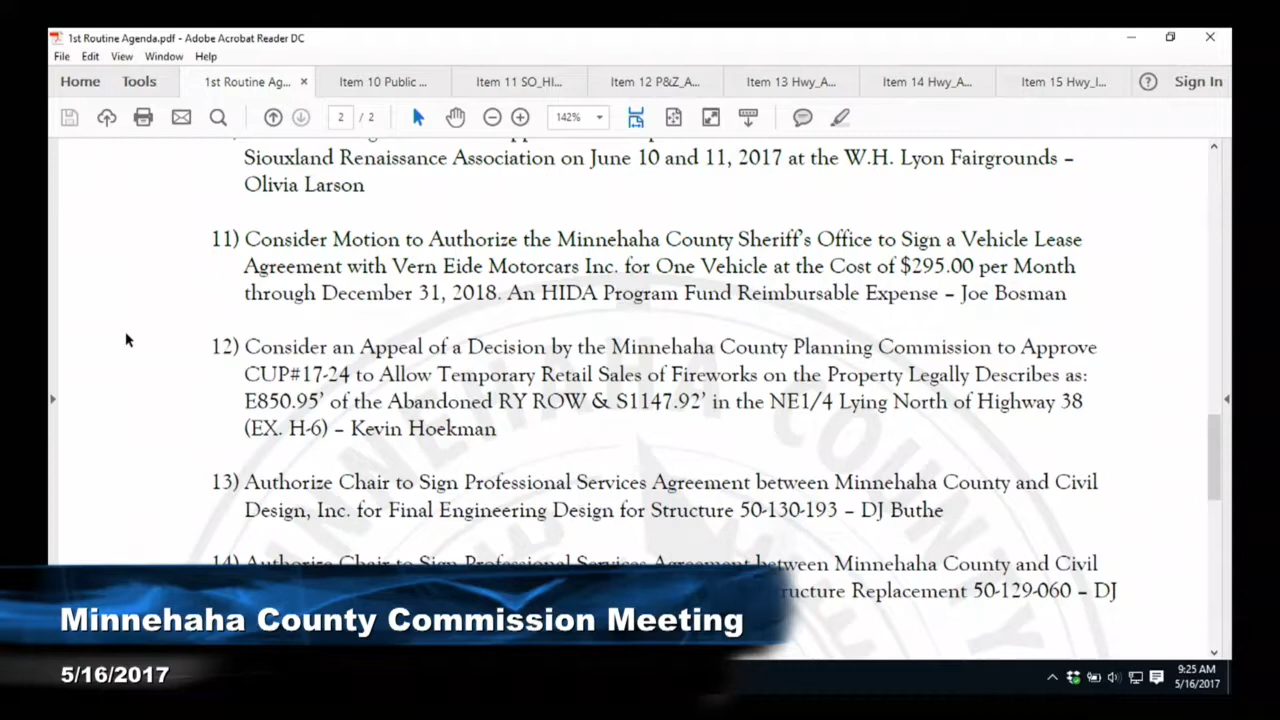 1st Routine Agenda.pdf - Adobe Acrobat Reader DC
File Edit View Window Help
Home Tools 1st Routine Ag... × Item 10 Public ... Item 11 SO_HI... Item 12 P&Z_A... Item 13 Hwy_A... Item 14 Hwy_A... Item 15 Hwy_I... Sign In
2 / 2 142%
Siouxland Renaissance Association on June 10 and 11, 2017 at the W.H. Lyon Fairgrounds –
Olivia Larson
11) Consider Motion to Authorize the Minnehaha County Sheriff's Office to Sign a Vehicle Lease
Agreement with Vern Eide Motorcars Inc. for One Vehicle at the Cost of $295.00 per Month
through December 31, 2018. An HIDA Program Fund Reimbursable Expense – Joe Bosman
12) Consider an Appeal of a Decision by the Minnehaha County Planning Commission to Approve
CUP#17-24 to Allow Temporary Retail Sales of Fireworks on the Property Legally Describes as:
E850.95' of the Abandoned RY ROW & S1147.92' in the NE1/4 Lying North of Highway 38
(EX. H-6) – Kevin Hoekman
13) Authorize Chair to Sign Professional Services Agreement between Minnehaha County and Civil
Design, Inc. for Final Engineering Design for Structure 50-130-193 – DJ Buthe
14) Authorize Chair to Sign Professional Services Agreement between Minnehaha County and Civil
ructure Replacement 50-129-060 – DJ
MINNEHAHA COUNTY
Minnehaha County Commission Meeting
5/16/2017
9:25 AM
5/16/2017